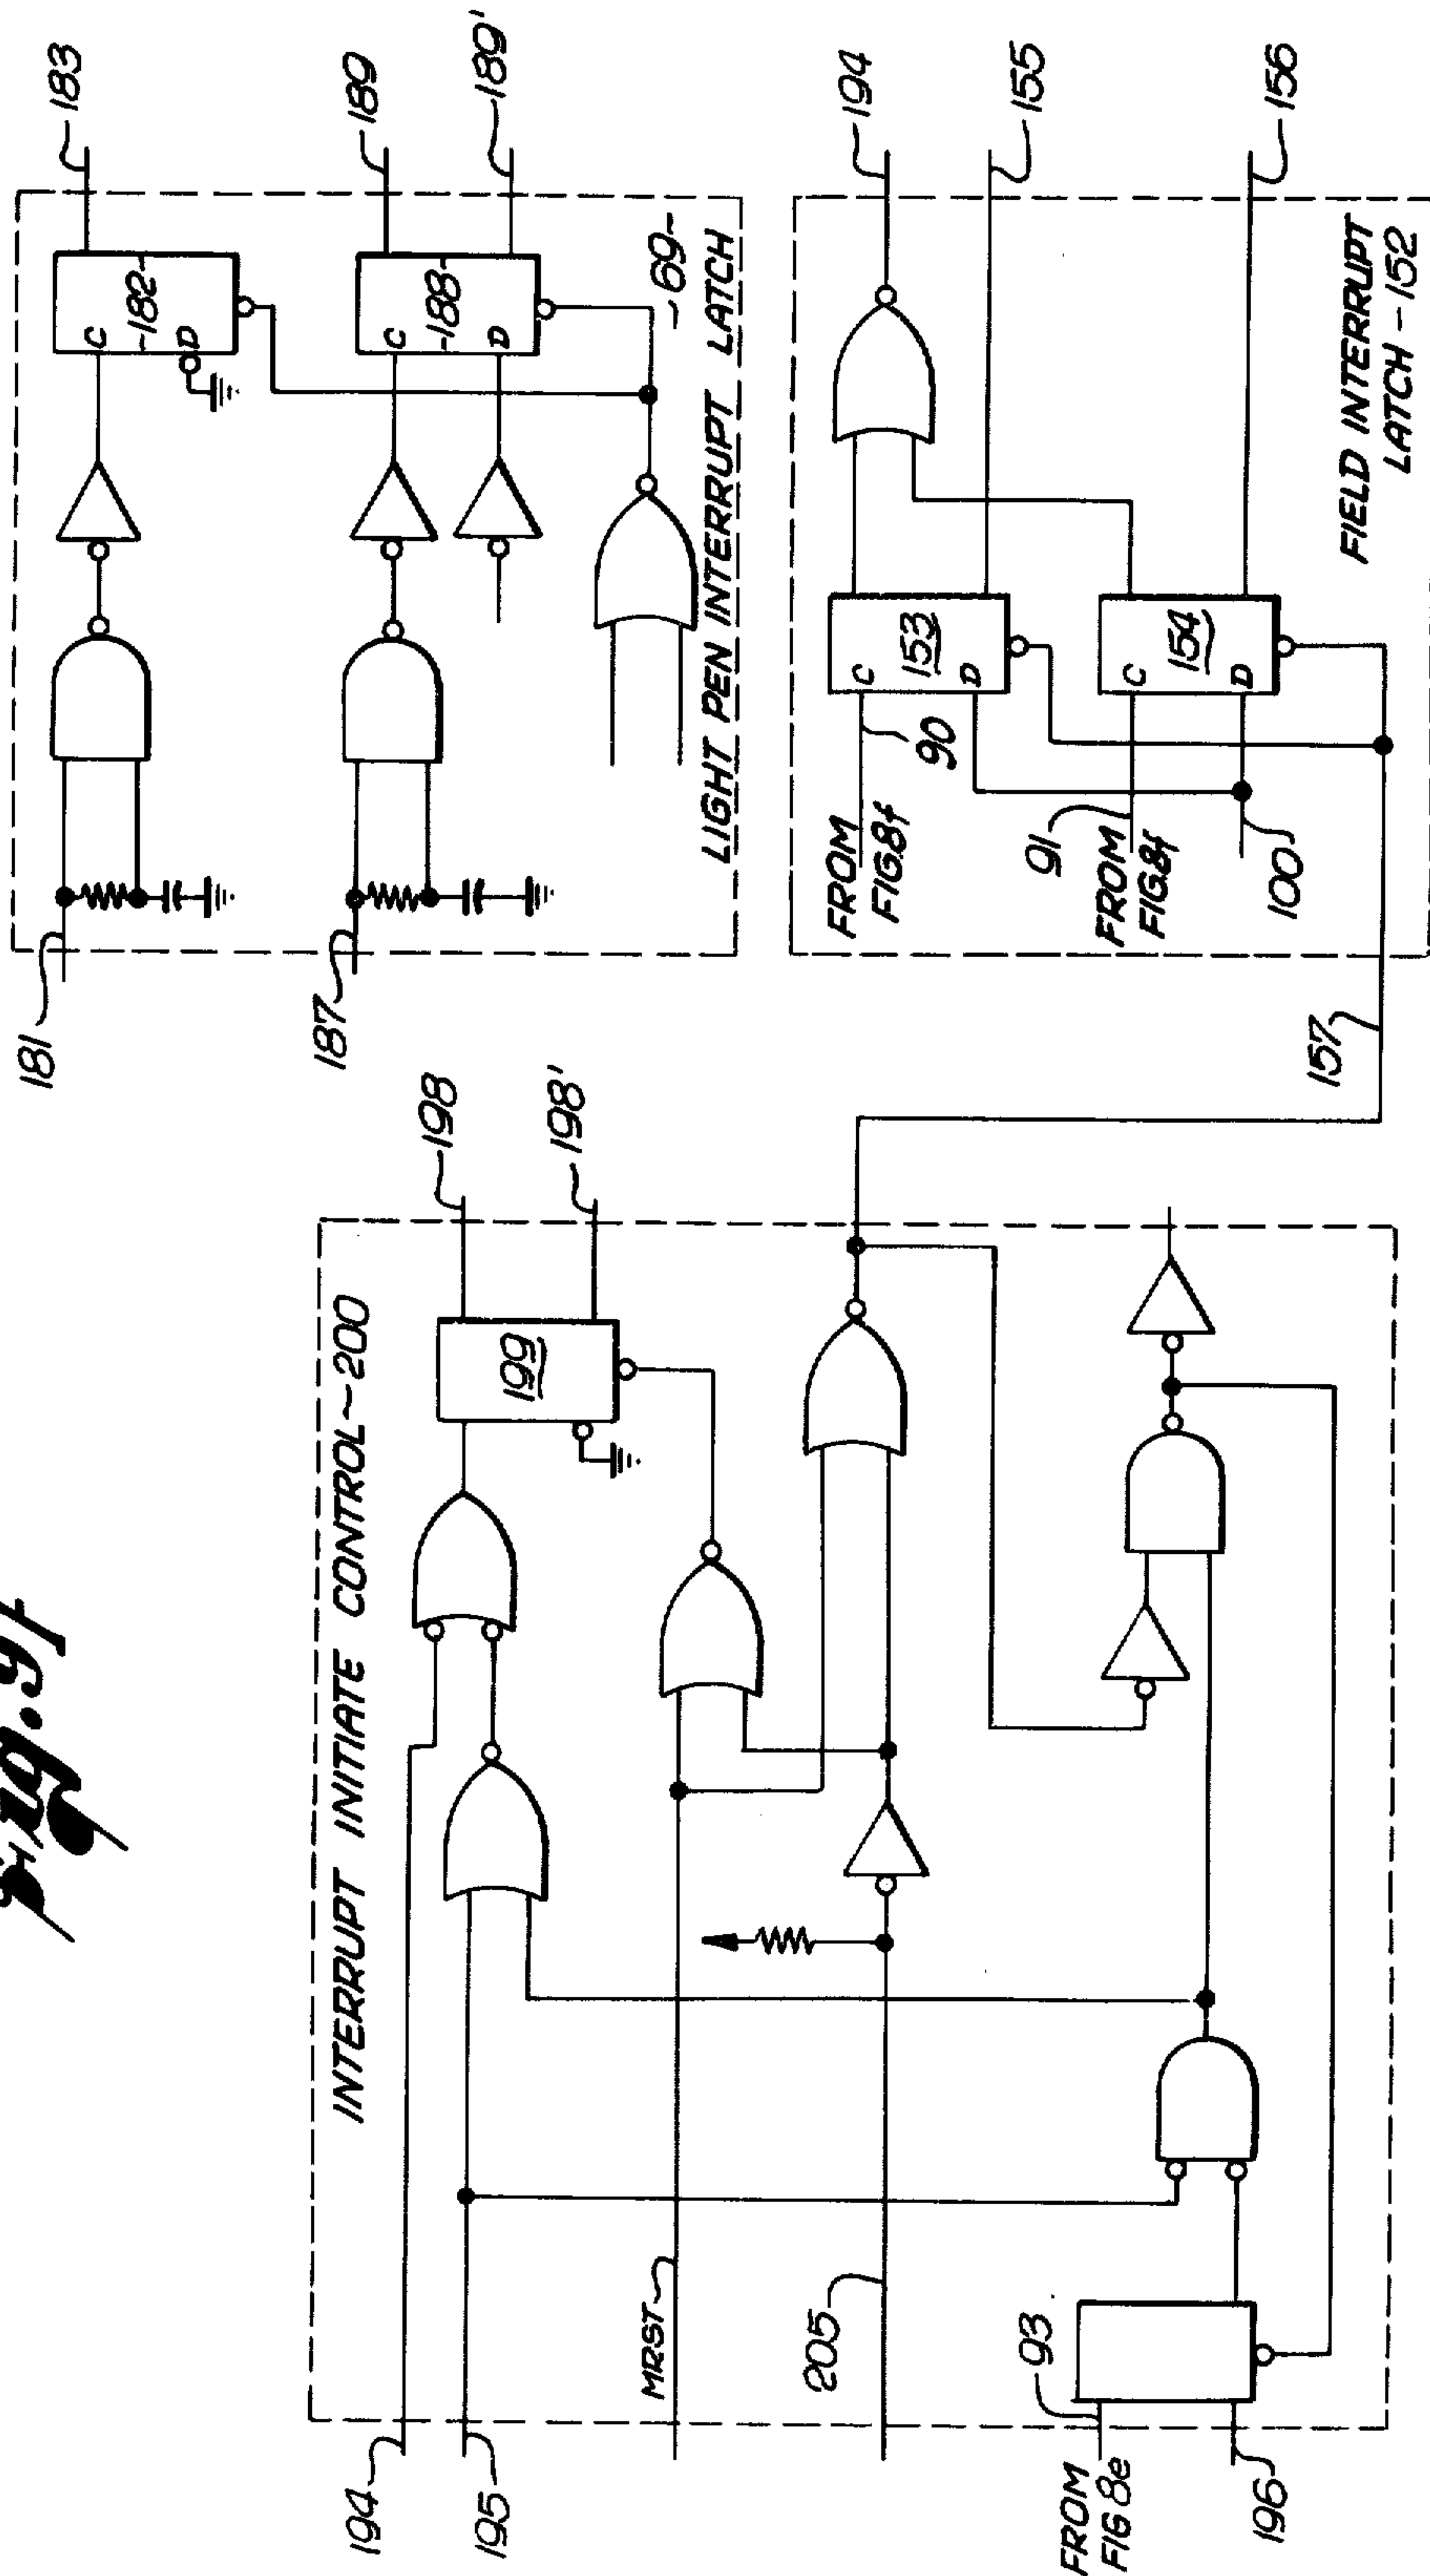 Fig. 9f
INTERRUPT INITIATE CONTROL~200
194
195
MRST
205
93
FROM
FIG 8e
196
199
198
198'
157
181
187
C
-182-
D
183
C
-188-
D
189
189'
-69-
LIGHT PEN INTERRUPT LATCH
FROM
FIG.8f
90
C
153
D
91
FROM
FIG.8f
C
154
D
100
194
155
156
FIELD INTERRUPT
LATCH-152